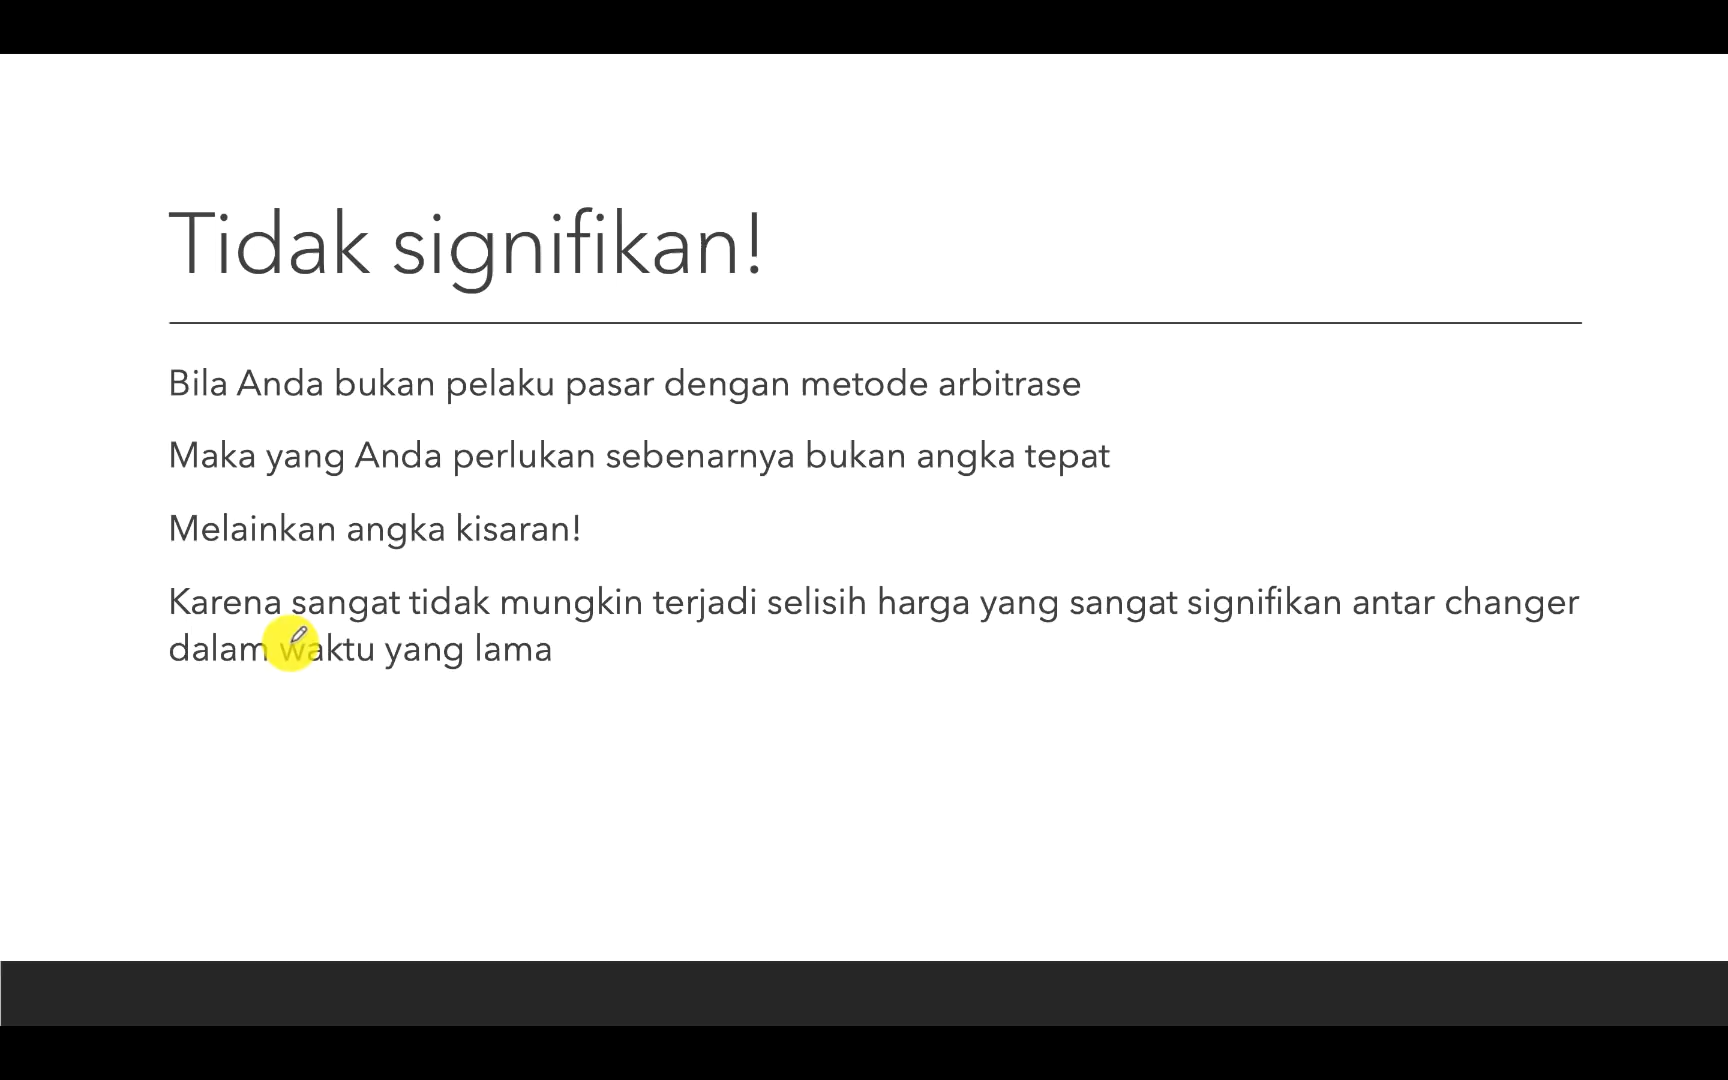 Tidak signifikan!
Bila Anda bukan pelaku pasar dengan metode arbitrase
Maka yang Anda perlukan sebenarnya bukan angka tepat
Melainkan angka kisaran!
Karena sangat tidak mungkin terjadi selisih harga yang sangat signifikan antar changer
dalam waktu yang lama